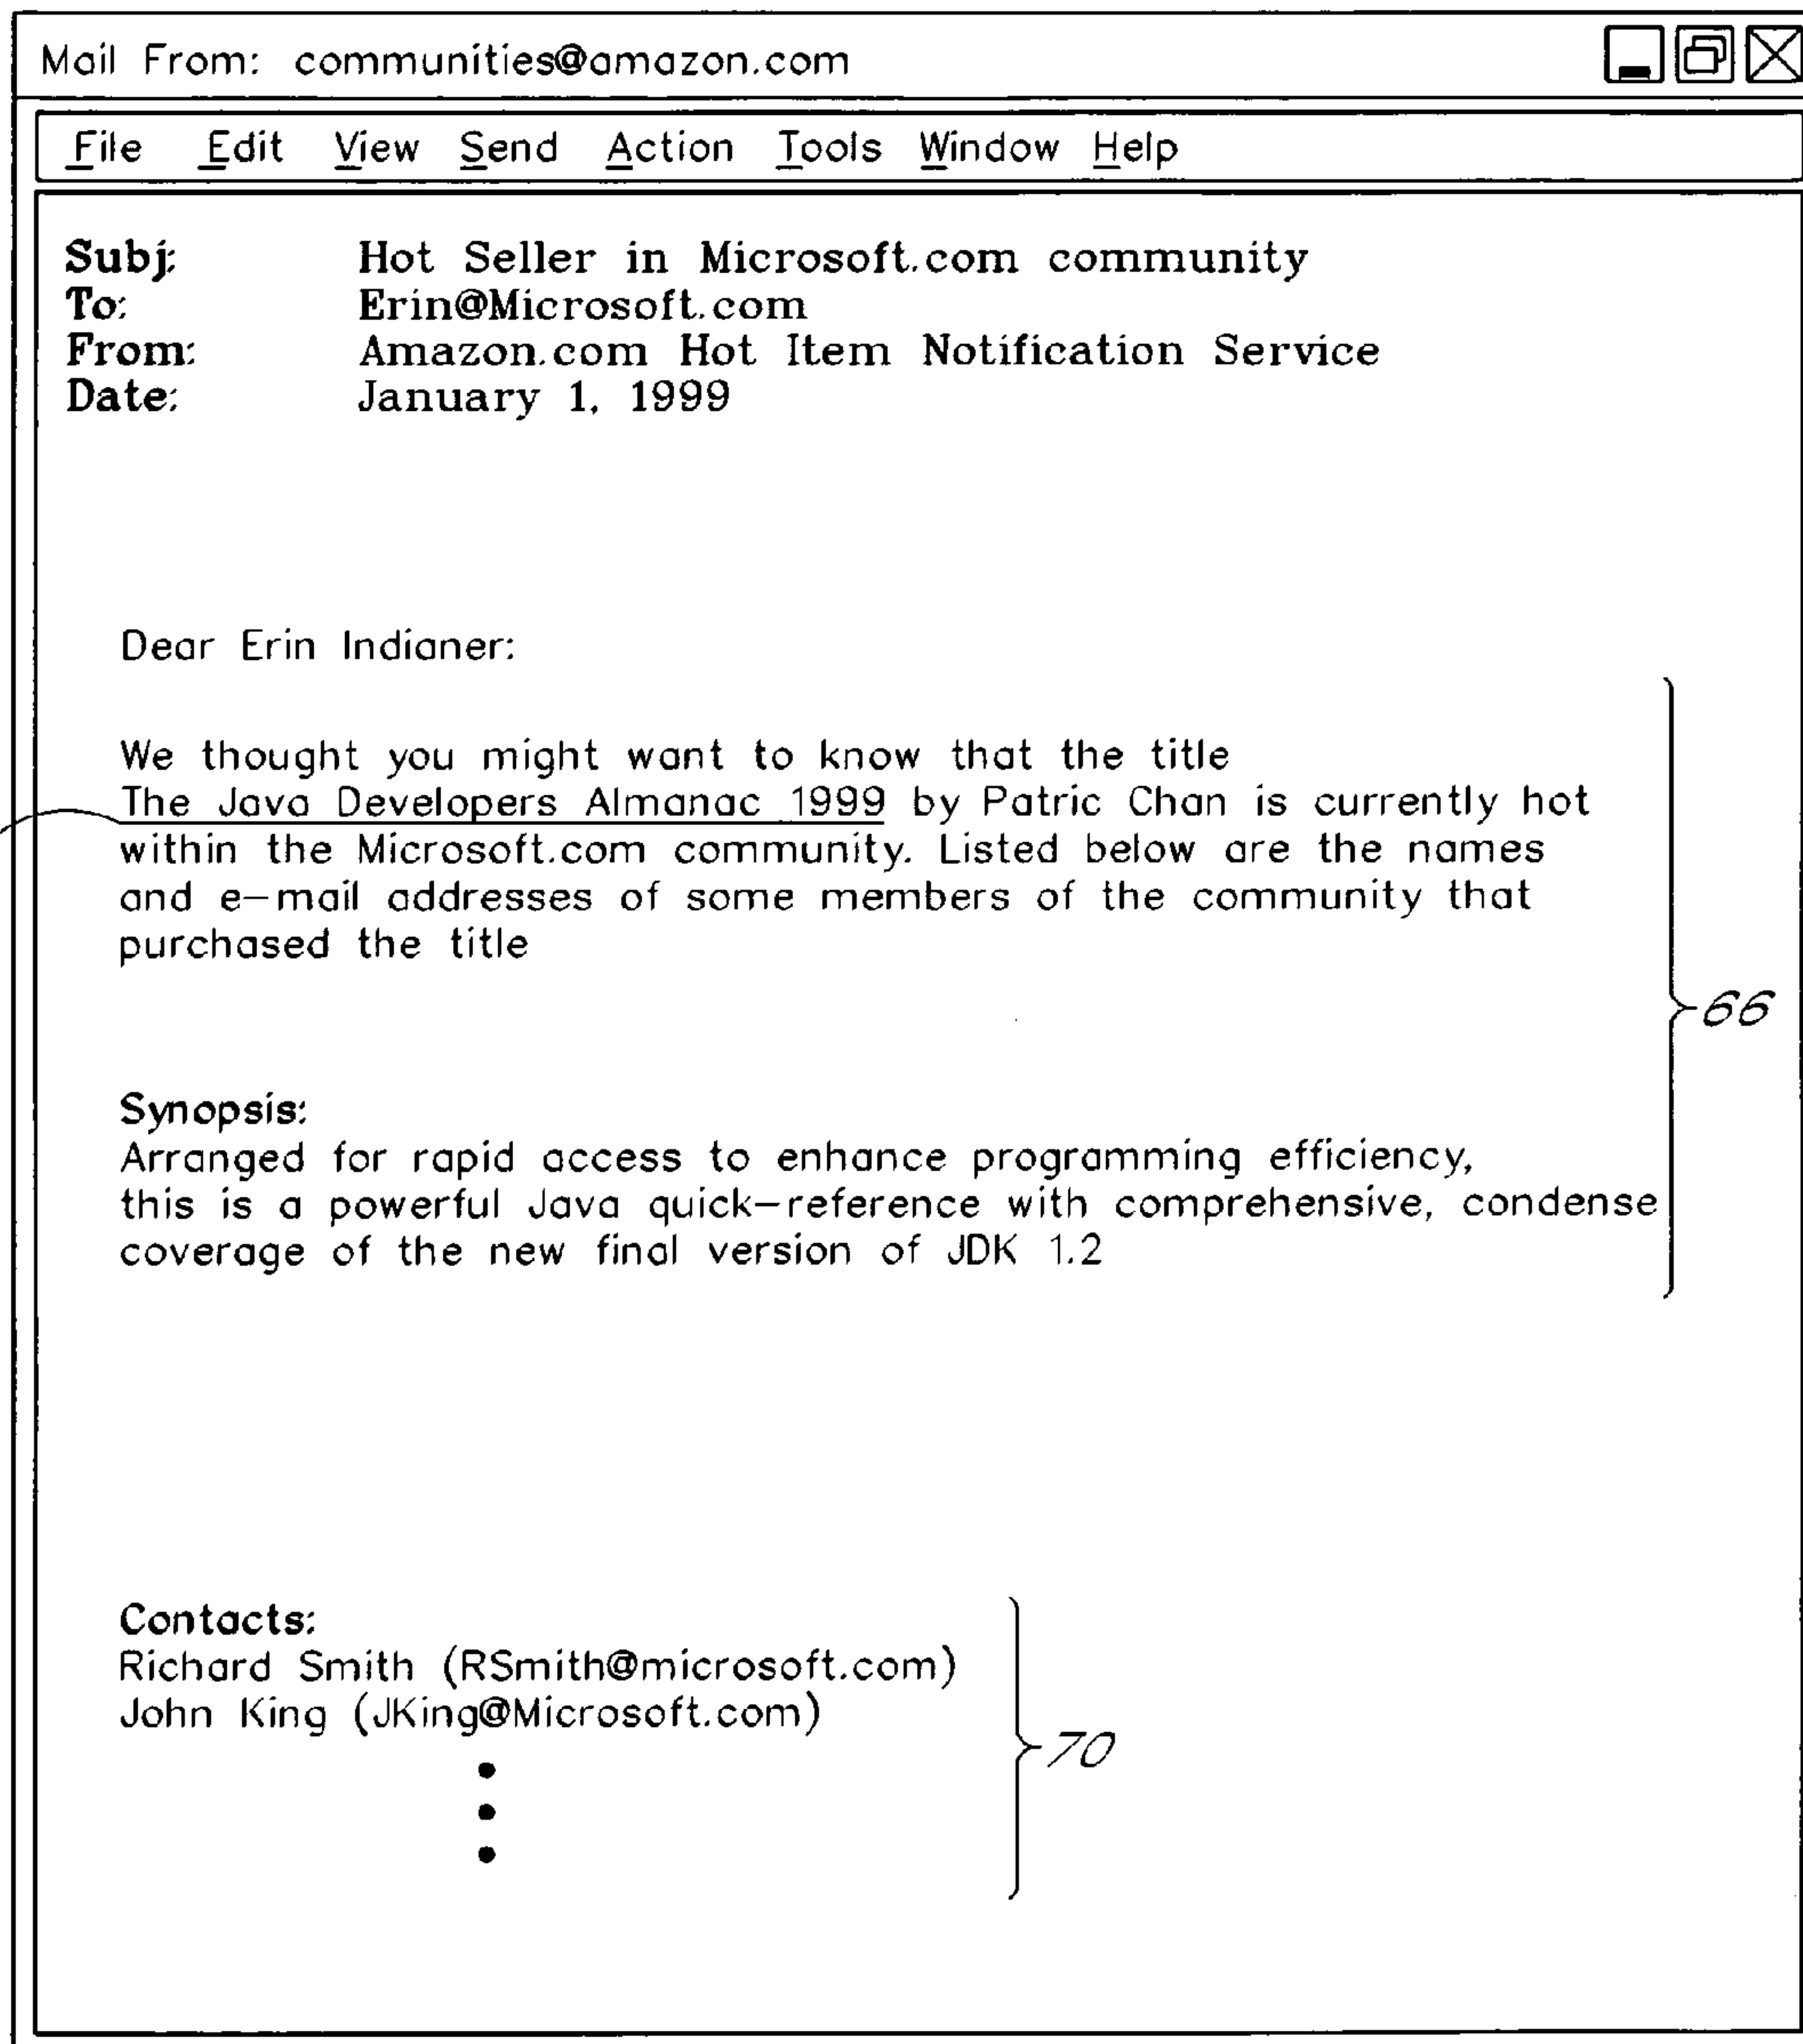 Mail From: communities@amazon.com
File Edit View Send Action Tools Window Help
Subj: Hot Seller in Microsoft.com community
To: Erin@Microsoft.com
From: Amazon.com Hot Item Notification Service
Date: January 1, 1999
Dear Erin Indianer:
We thought you might want to know that the title
The Java Developers Almanac 1999 by Patric Chan is currently hot
within the Microsoft.com community. Listed below are the names
and e-mail addresses of some members of the community that
purchased the title
66
Synopsis:
Arranged for rapid access to enhance programming efficiency,
this is a powerful Java quick-reference with comprehensive, condense
coverage of the new final version of JDK 1.2
Contacts:
Richard Smith (RSmith@microsoft.com)
John King (JKing@Microsoft.com)
70